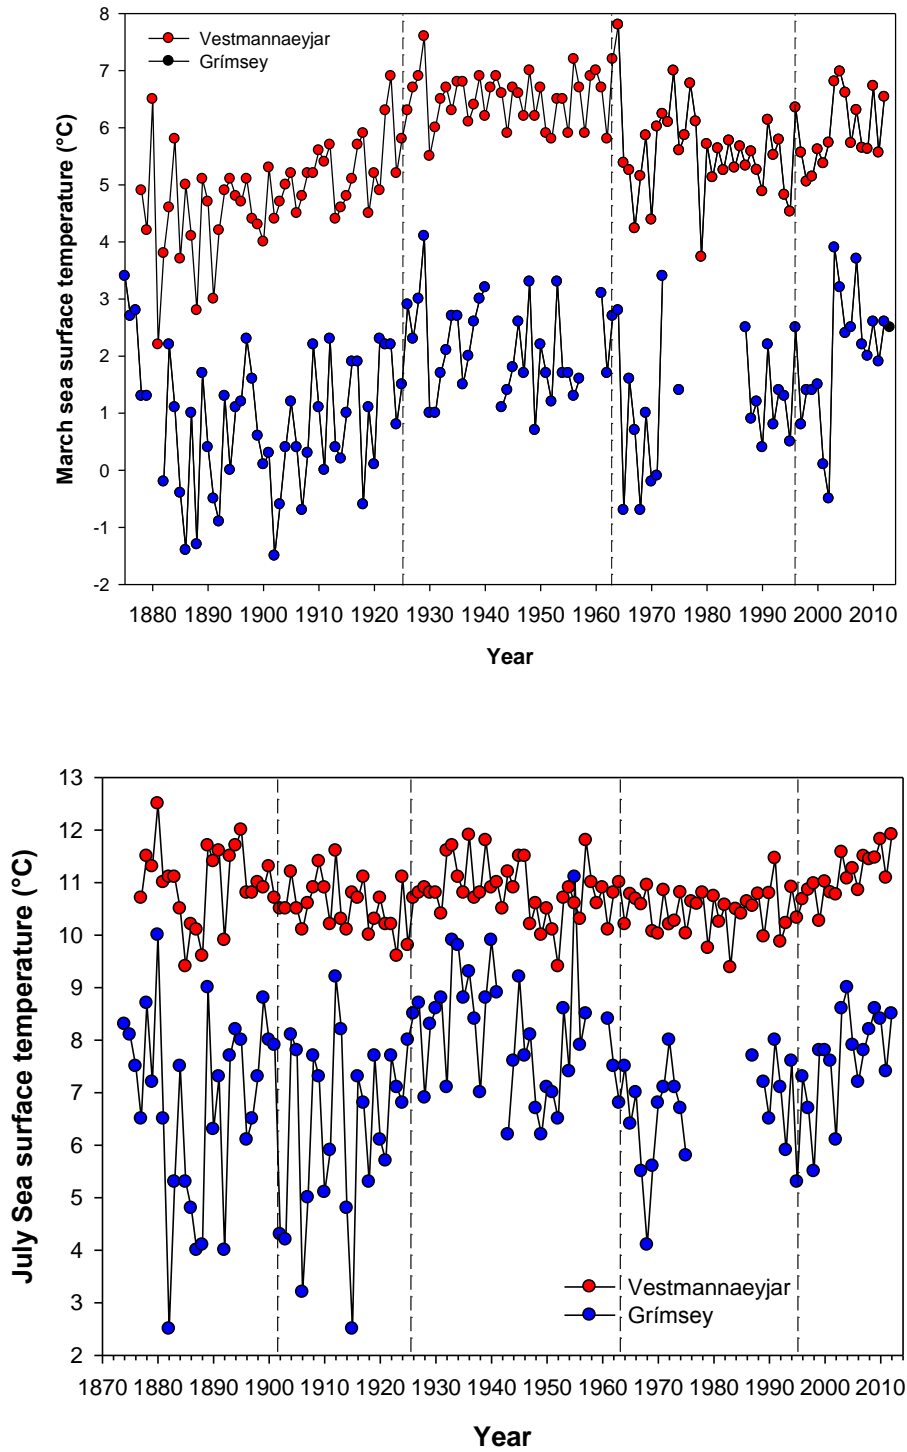 8
Vestmannaeyjar
Grímsey
7
6
5
4
3
2
1
0
-1
-2
March sea surface temperature (°C)
1880 1890 1900 1910 1920 1930 1940 1950 1960 1970 1980 1990 2000 2010
Year
13
12
11
10
9
8
7
6
5
4
3
2
July Sea surface temperature (°C)
Vestmannaeyjar
Grímsey
1870 1880 1890 1900 1910 1920 1930 1940 1950 1960 1970 1980 1990 2000 2010
Year